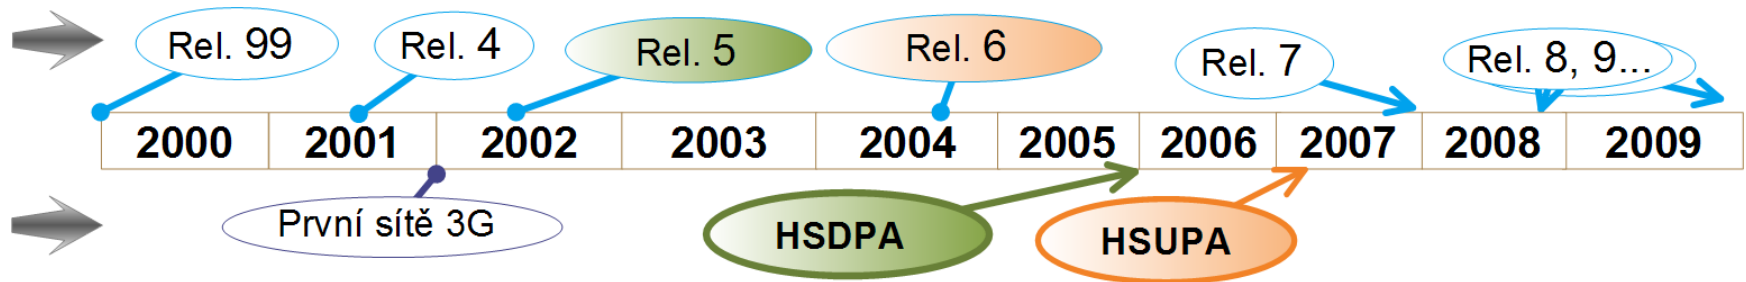 Rel. 99 Rel. 4 Rel. 5 Rel. 6 Rel. 7 Rel. 8, 9...
2000 2001 2002 2003 2004 2005 2006 2007 2008 2009
První sítě 3G HSDPA HSUPA